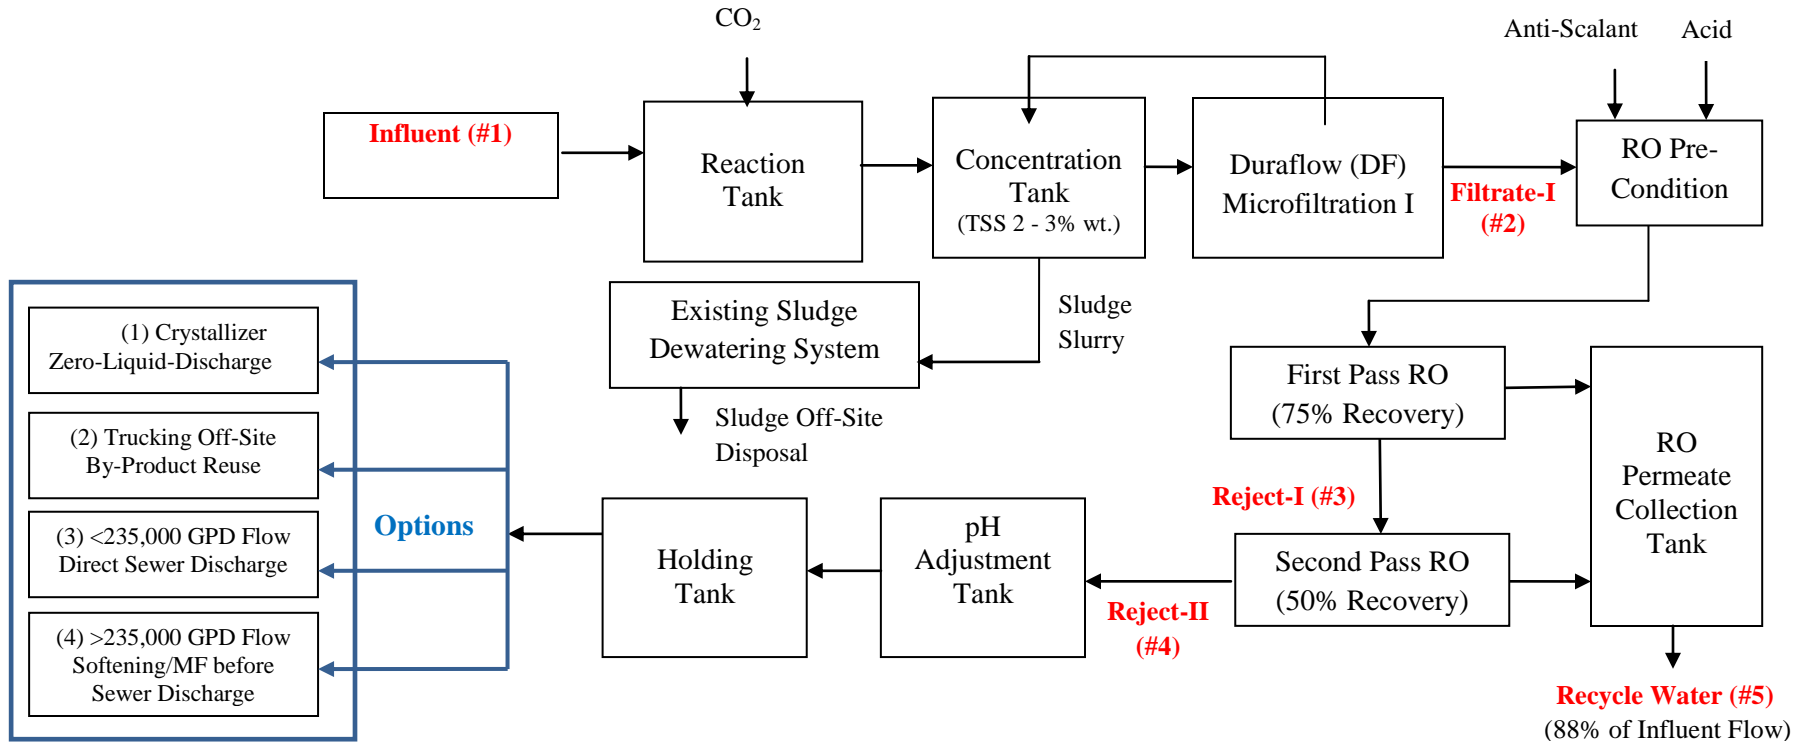 CO₂
Anti-Scalant
Acid
Influent (#1)
Reaction
Tank
Concentration
Tank
(TSS 2 - 3% wt.)
Duraflow (DF)
Microfiltration I
Filtrate-I
(#2)
RO Pre-
Condition
Existing Sludge
Dewatering System
Sludge
Slurry
Sludge Off-Site
Disposal
First Pass RO
(75% Recovery)
Reject-I (#3)
Second Pass RO
(50% Recovery)
RO
Permeate
Collection
Tank
Recycle Water (#5)
(88% of Influent Flow)
Reject-II
(#4)
pH
Adjustment
Tank
Holding
Tank
Options
(1) Crystallizer
Zero-Liquid-Discharge
(2) Trucking Off-Site
By-Product Reuse
(3) <235,000 GPD Flow
Direct Sewer Discharge
(4) >235,000 GPD Flow
Softening/MF before
Sewer Discharge